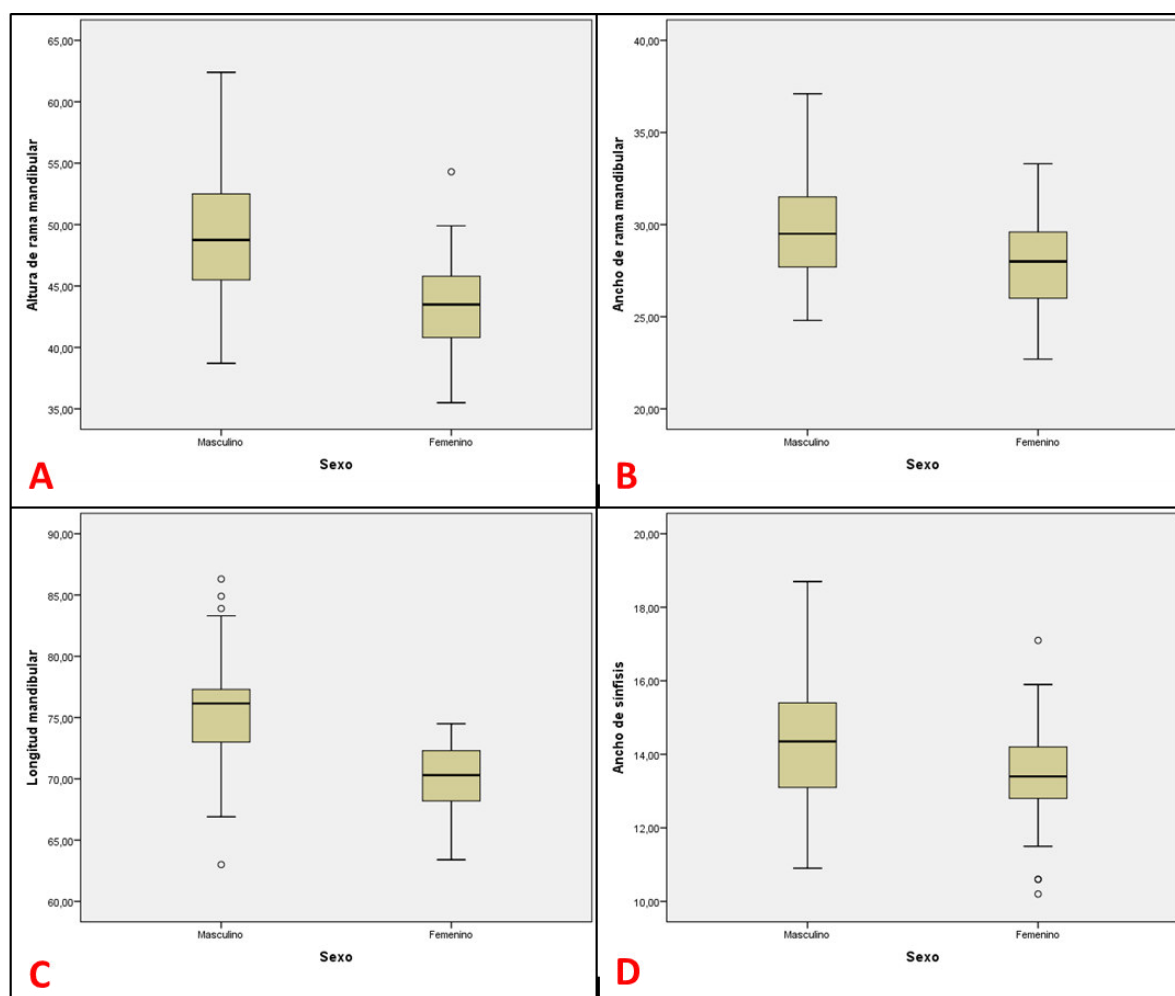 65,00
60,00
55,00
50,00
45,00
40,00
35,00
Altura de rama mandibular
Masculino
Femenino
Sexo
A
40,00
35,00
30,00
25,00
20,00
Ancho de rama mandibular
Masculino
Femenino
Sexo
B
90,00
85,00
80,00
75,00
70,00
65,00
60,00
Longitud mandibular
Masculino
Femenino
Sexo
C
20,00
18,00
16,00
14,00
12,00
10,00
Ancho de sínfisis
Masculino
Femenino
Sexo
D